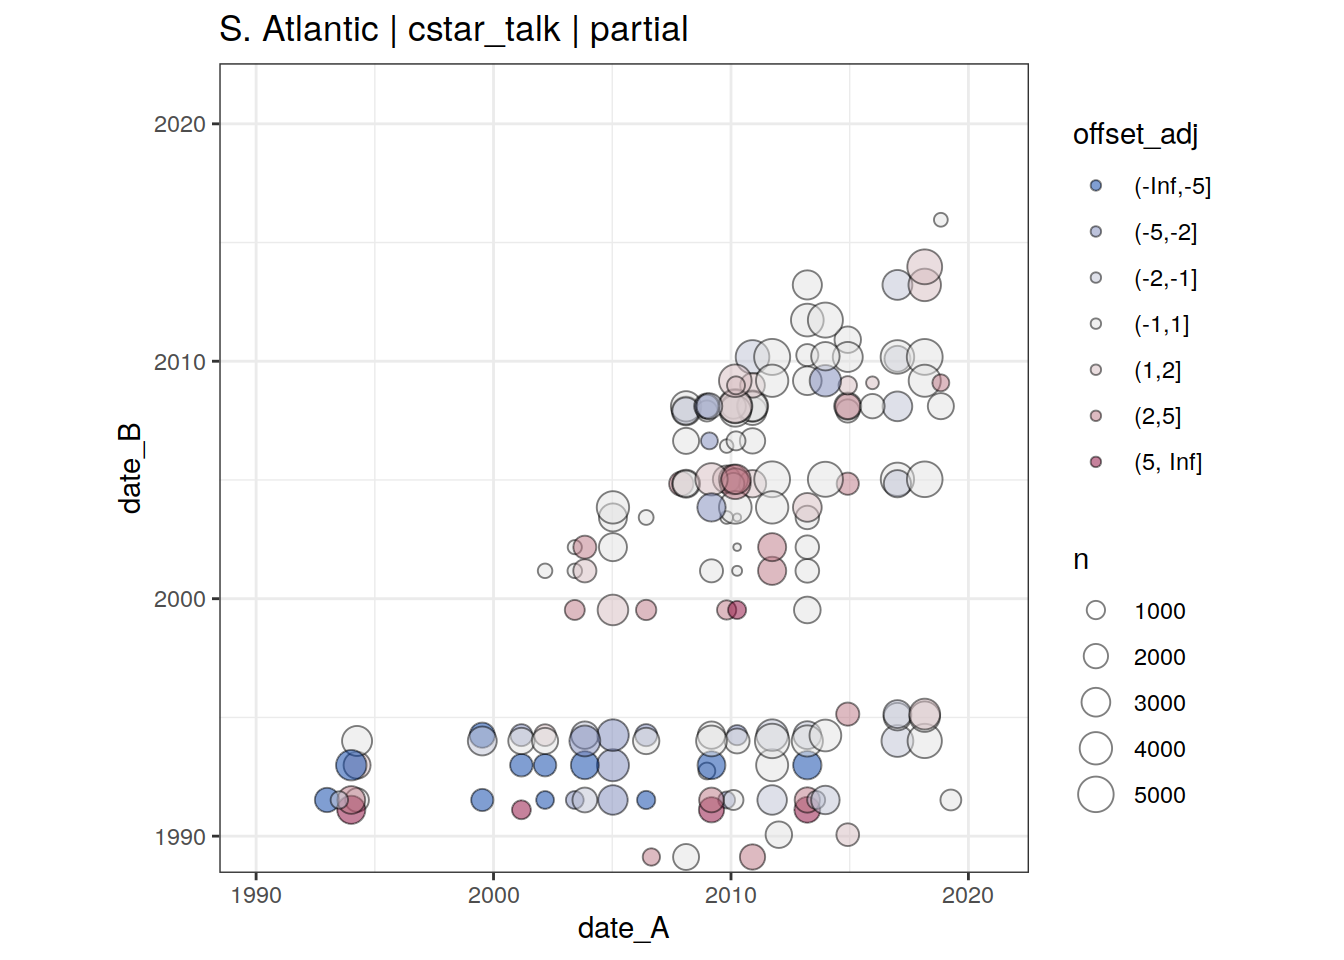 S. Atlantic | cstar_talk | partial
date_B
2020
2010
2000
1990
1990
2000
2010
2020
date_A
offset_adj
(-Inf,-5]
(-5,-2]
(-2,-1]
(-1,1]
(1,2]
(2,5]
(5, Inf]
n
1000
2000
3000
4000
5000